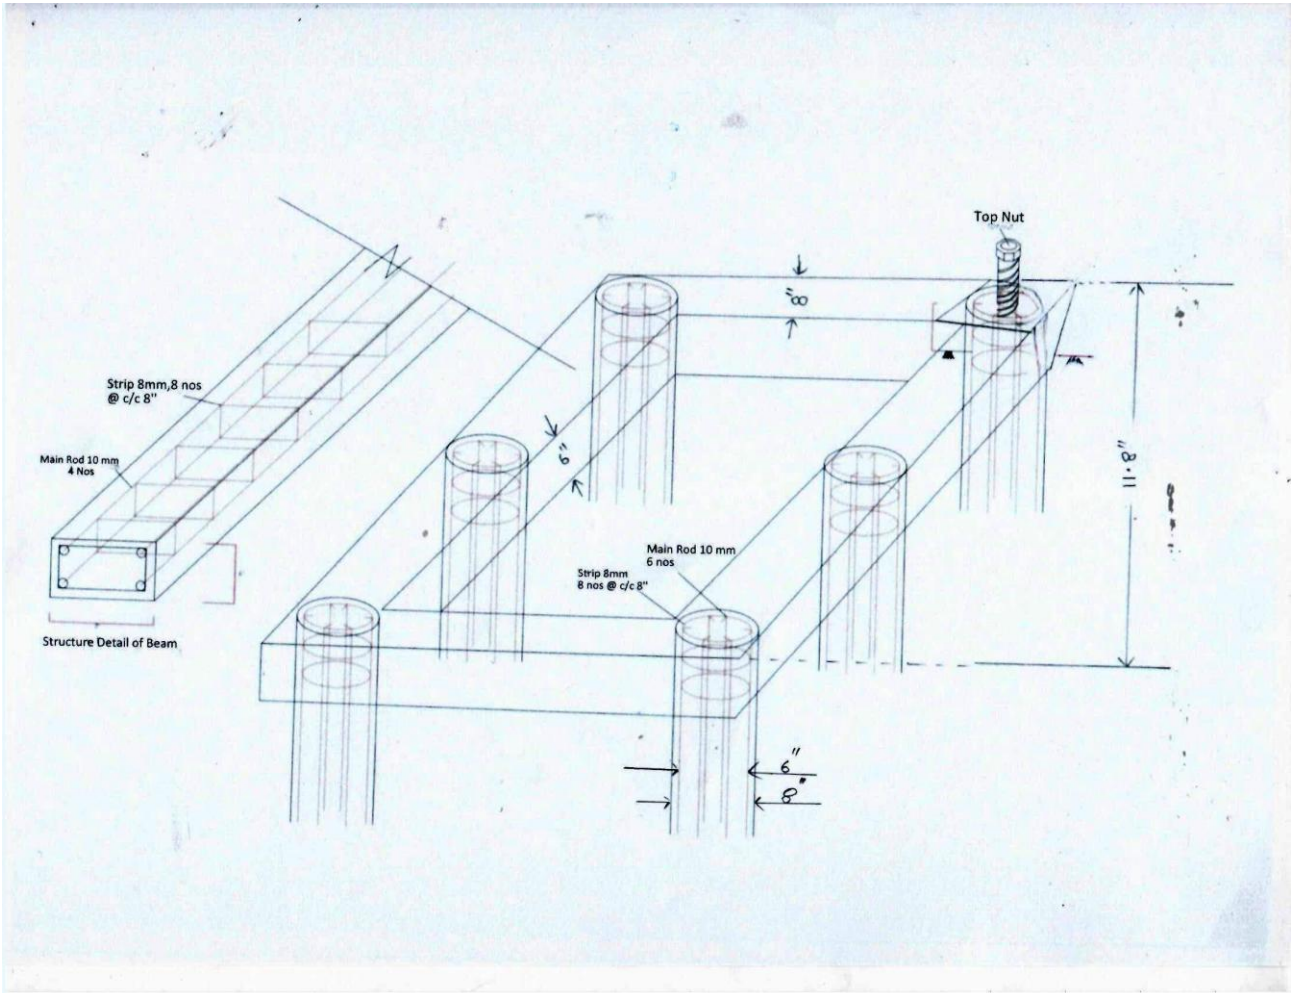 Top Nut
8"
Strip 8mm,8 nos
@ c/c 8"
Main Rod 10 mm
4 Nos
11.8"
Main Rod 10 mm
6 nos
Strip 8mm
8 nos @ c/c 8"
Structure Detail of Beam
6"
8"